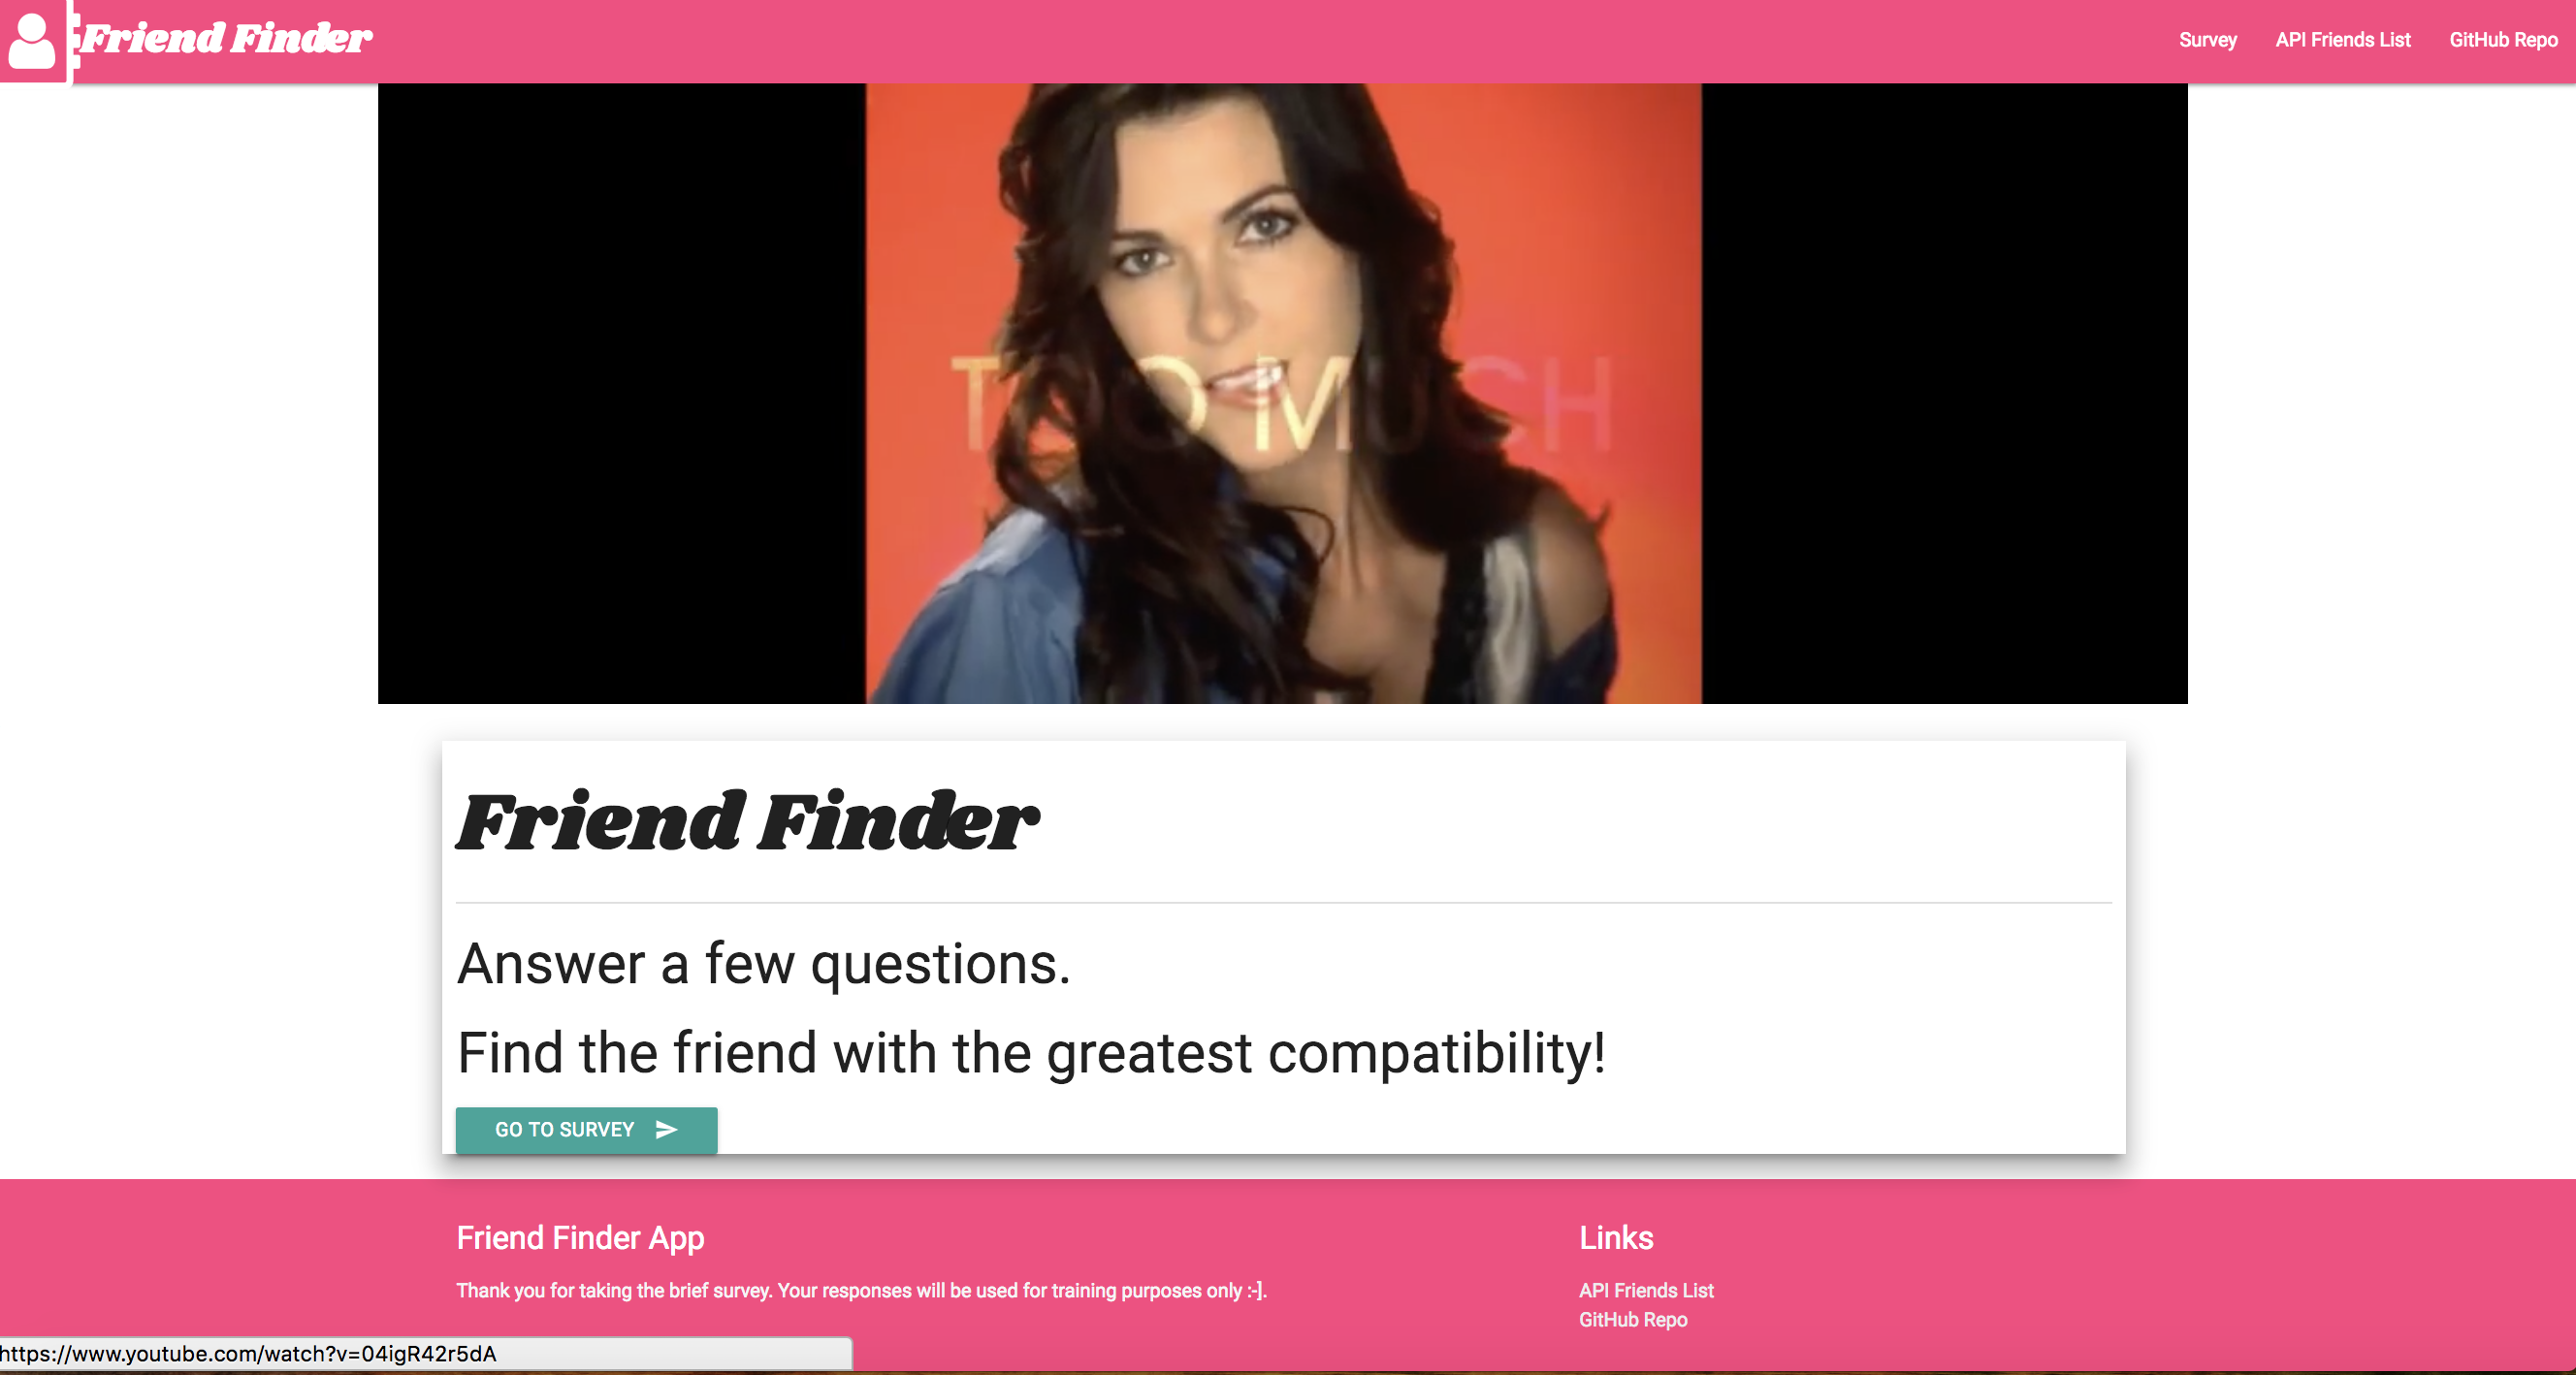 Friend Finder
Survey
API Friends List
GitHub Repo
TOO MUCH
Friend Finder
Answer a few questions.
Find the friend with the greatest compatibility!
GO TO SURVEY
Friend Finder App
Thank you for taking the brief survey. Your responses will be used for training purposes only :-].
Links
API Friends List
GitHub Repo
https://www.youtube.com/watch?v=04igR42r5dA